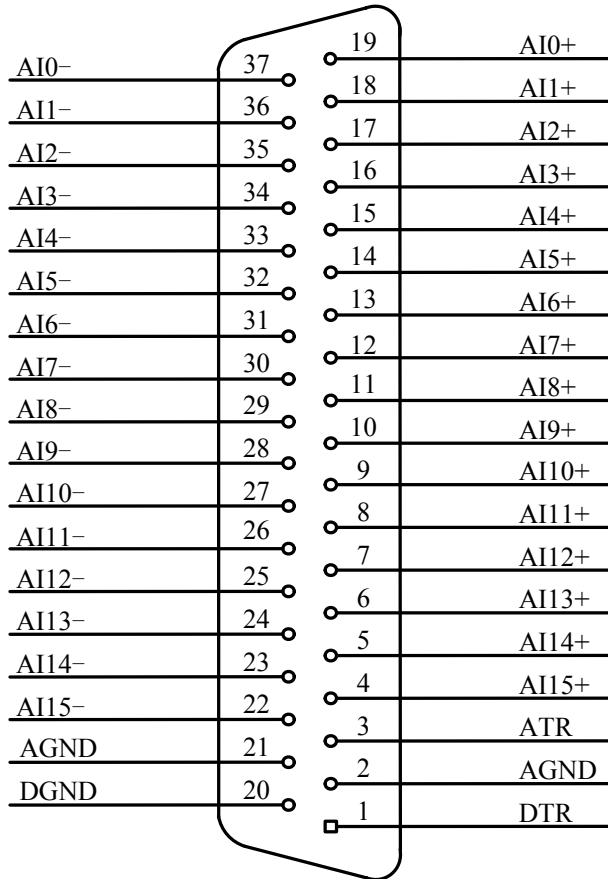 19 AI0+
AI0− 37
18 AI1+
AI1− 36
17 AI2+
AI2− 35
16 AI3+
AI3− 34
15 AI4+
AI4− 33
14 AI5+
AI5− 32
13 AI6+
AI6− 31
12 AI7+
AI7− 30
11 AI8+
AI8− 29
10 AI9+
AI9− 28
9 AI10+
AI10− 27
8 AI11+
AI11− 26
7 AI12+
AI12− 25
6 AI13+
AI13− 24
5 AI14+
AI14− 23
4 AI15+
AI15− 22
3 ATR
AGND 21
2 AGND
DGND 20
1 DTR